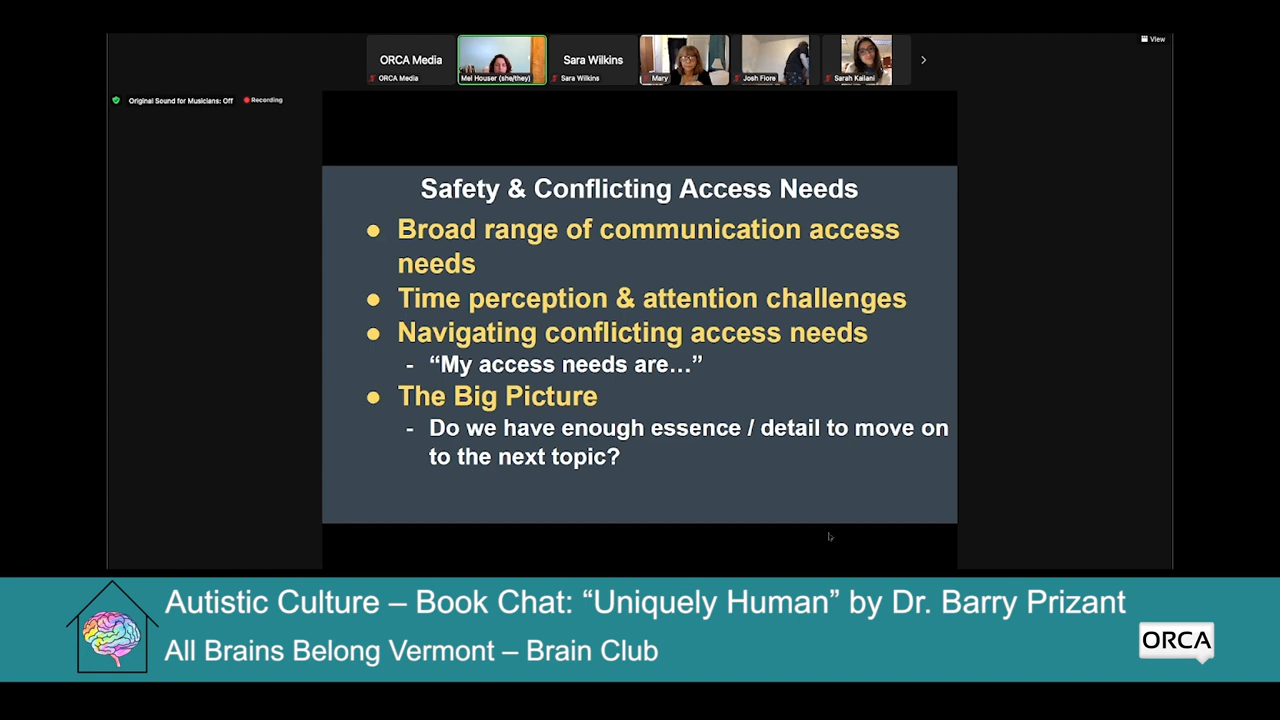 View
ORCA Media
Sara Wilkins
ORCA Media
Mel Houser (she/they)
Sara Wilkins
Mary
Josh Flore
Sarah Kailani
Original Sound for Musicians: Off
Recording
Safety & Conflicting Access Needs
● Broad range of communication access
needs
● Time perception & attention challenges
● Navigating conflicting access needs
- “My access needs are…”
● The Big Picture
- Do we have enough essence / detail to move on
to the next topic?
Autistic Culture – Book Chat: “Uniquely Human” by Dr. Barry Prizant
All Brains Belong Vermont – Brain Club
ORCA